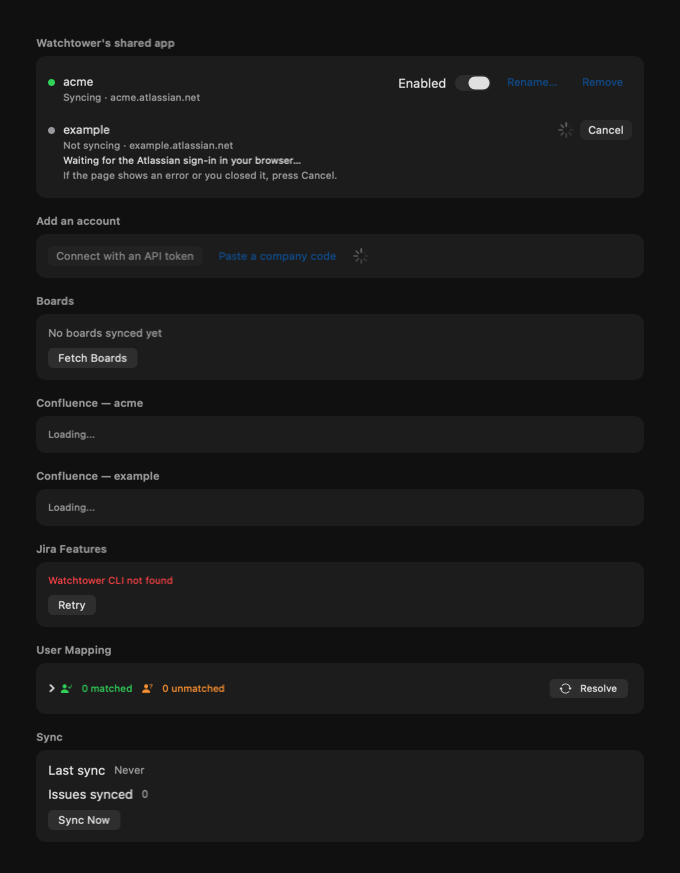 Watchtower's shared app
acme
Enabled
Rename...
Remove
Syncing · acme.atlassian.net
example
Cancel
Not syncing · example.atlassian.net
Waiting for the Atlassian sign-in in your browser...
If the page shows an error or you closed it, press Cancel.
Add an account
Connect with an API token
Paste a company code
Boards
No boards synced yet
Fetch Boards
Confluence — acme
Loading...
Confluence — example
Loading...
Jira Features
Watchtower CLI not found
Retry
User Mapping
0 matched
0 unmatched
Resolve
Sync
Last sync Never
Issues synced 0
Sync Now